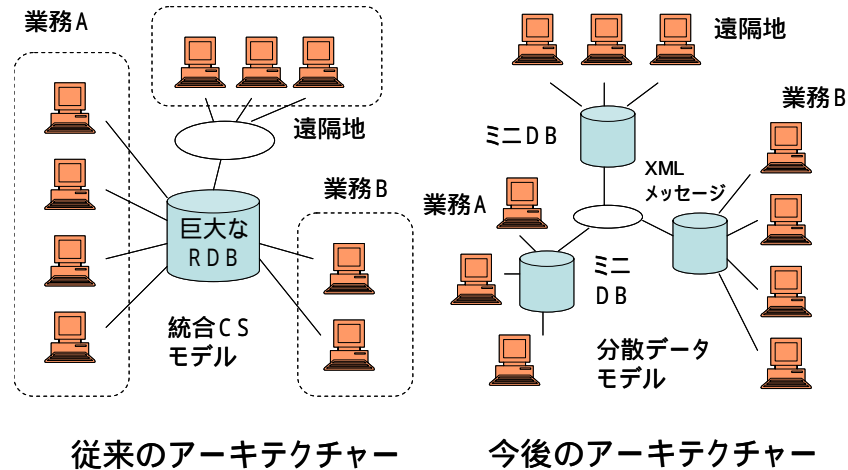 業務A
遠隔地
巨大な
RDB
業務B
統合CS
モデル
従来のアーキテクチャー
遠隔地
業務B
ミニDB
XML
メッセージ
業務A
ミニ
DB
分散データ
モデル
今後のアーキテクチャー